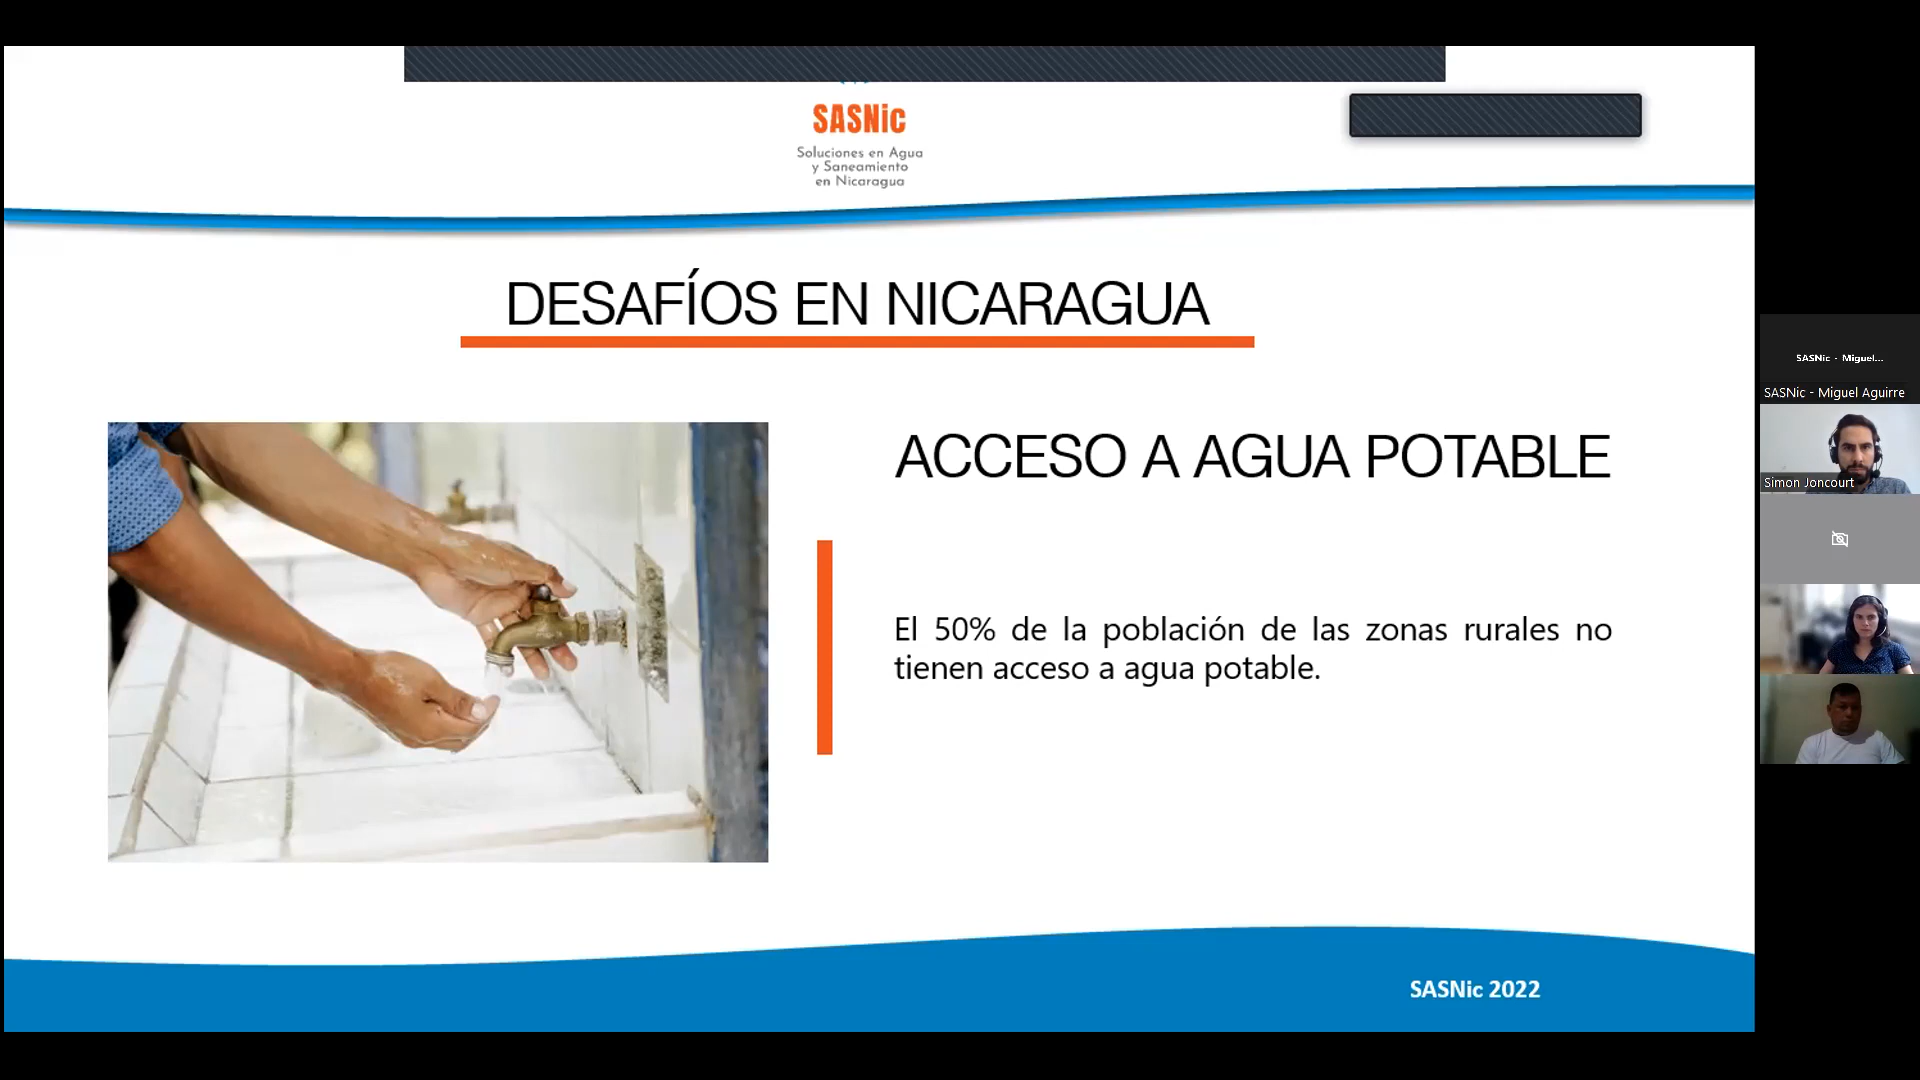 SASNic
Soluciones en Agua
y Saneamiento
en Nicaragua
DESAFÍOS EN NICARAGUA
ACCESO A AGUA POTABLE
El 50% de la población de las zonas rurales no
tienen acceso a agua potable.
SASNic 2022
SASNic - Miguel...
SASNic - Miguel Aguirre
Simon Joncourt